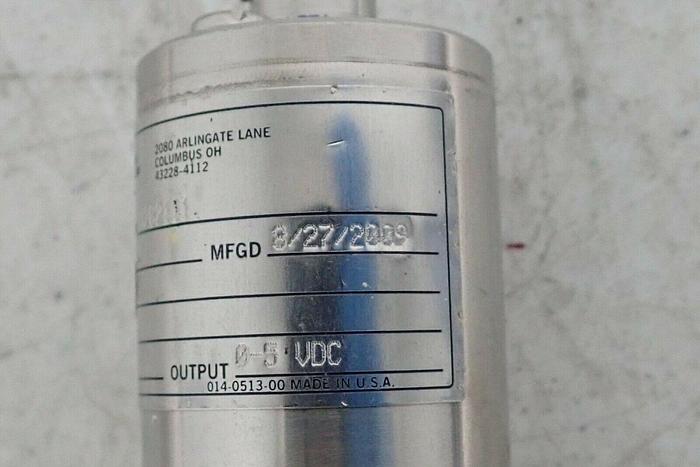 2080 ARLINGATE LANE
COLUMBUS OH
43228-4112
MFGD 8/27/2009
OUTPUT 0-5 VDC
014-0513-00 MADE IN U.S.A.